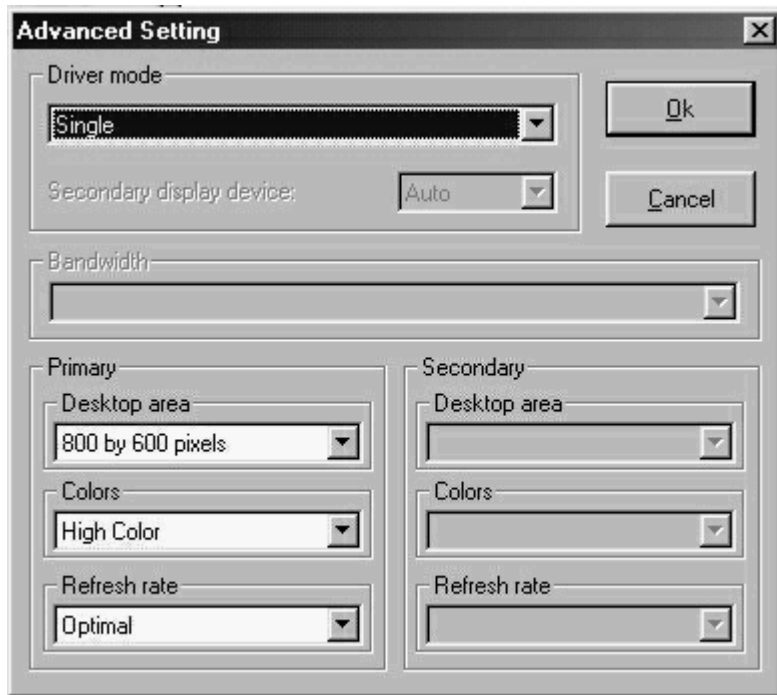 Advanced Setting
Driver mode
Single
Ok
Secondary display device:
Auto
Cancel
Bandwidth
Primary
Desktop area
800 by 600 pixels
Colors
High Color
Refresh rate
Optimal
Secondary
Desktop area
Colors
Refresh rate